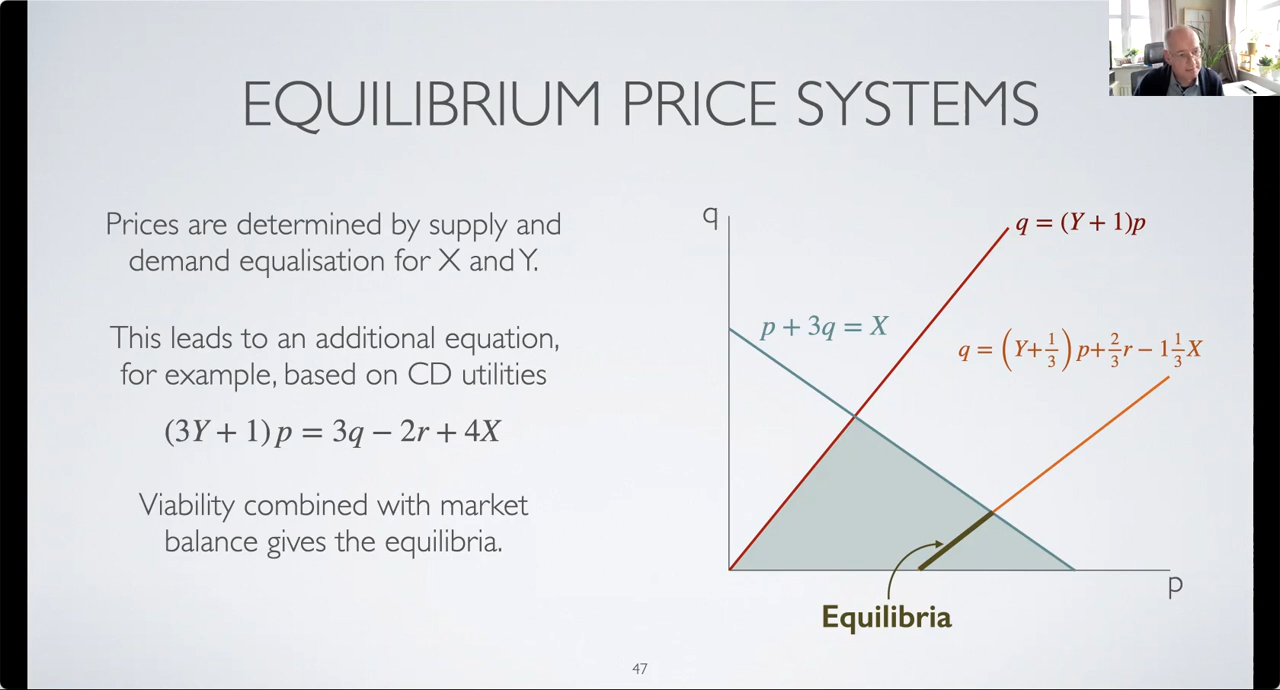 EQUILIBRIUM PRICE SYSTEMS
Prices are determined by supply and
demand equalisation for X and Y.
This leads to an additional equation,
for example, based on CD utilities
(3Y + 1) p = 3q − 2r + 4X
Viability combined with market
balance gives the equilibria.
q
q = (Y + 1)p
p + 3q = X
q = (Y+1/3) p+2/3r − 1 1/3X
p
Equilibria
47